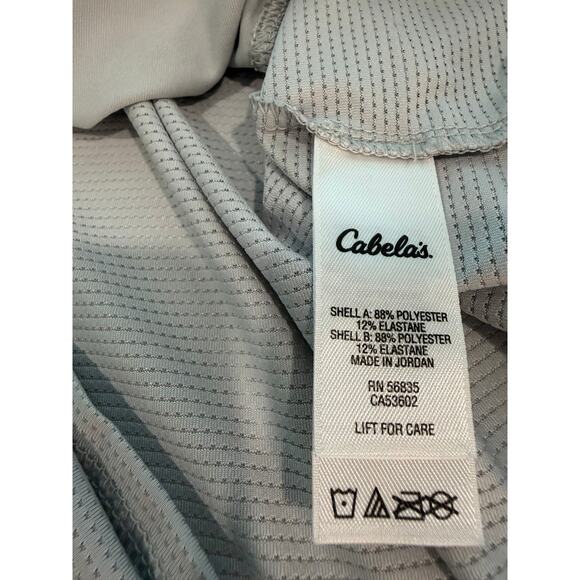 Cabela's.
SHELL A: 88% POLYESTER
12% ELASTANE
SHELL B: 88% POLYESTER
12% ELASTANE
MADE IN JORDAN
RN 56835
CA53602
LIFT FOR CARE